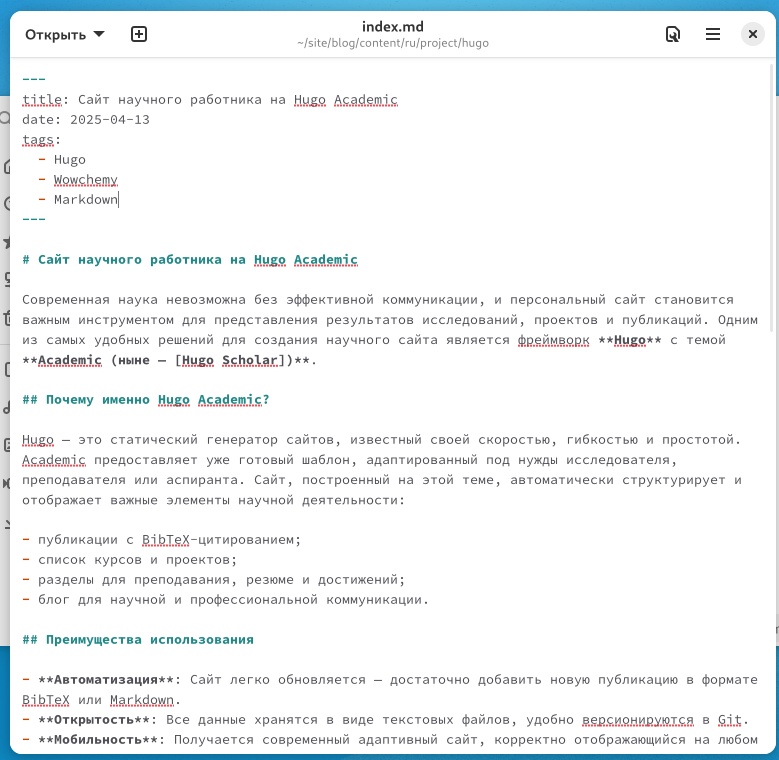 Открыть
index.md
~/site/blog/content/ru/project/hugo
---
title: Сайт научного работника на Hugo Academic
date: 2025-04-13
tags:
  - Hugo
  - Wowchemy
  - Markdown
---
# Сайт научного работника на Hugo Academic
Современная наука невозможна без эффективной коммуникации, и персональный сайт становится
важным инструментом для представления результатов исследований, проектов и публикаций. Одним
из самых удобных решений для создания научного сайта является фреймворк **Hugo** с темой
**Academic (ныне — [Hugo Scholar])**.
## Почему именно Hugo Academic?
Hugo — это статический генератор сайтов, известный своей скоростью, гибкостью и простотой.
Academic предоставляет уже готовый шаблон, адаптированный под нужды исследователя,
преподавателя или аспиранта. Сайт, построенный на этой теме, автоматически структурирует и
отображает важные элементы научной деятельности:
- публикации с BibTeX-цитированием;
- список курсов и проектов;
- разделы для преподавания, резюме и достижений;
- блог для научной и профессиональной коммуникации.
## Преимущества использования
- **Автоматизация**: Сайт легко обновляется — достаточно добавить новую публикацию в формате
BibTeX или Markdown.
- **Открытость**: Все данные хранятся в виде текстовых файлов, удобно версионируются в Git.
- **Мобильность**: Получается современный адаптивный сайт, корректно отображающийся на любом